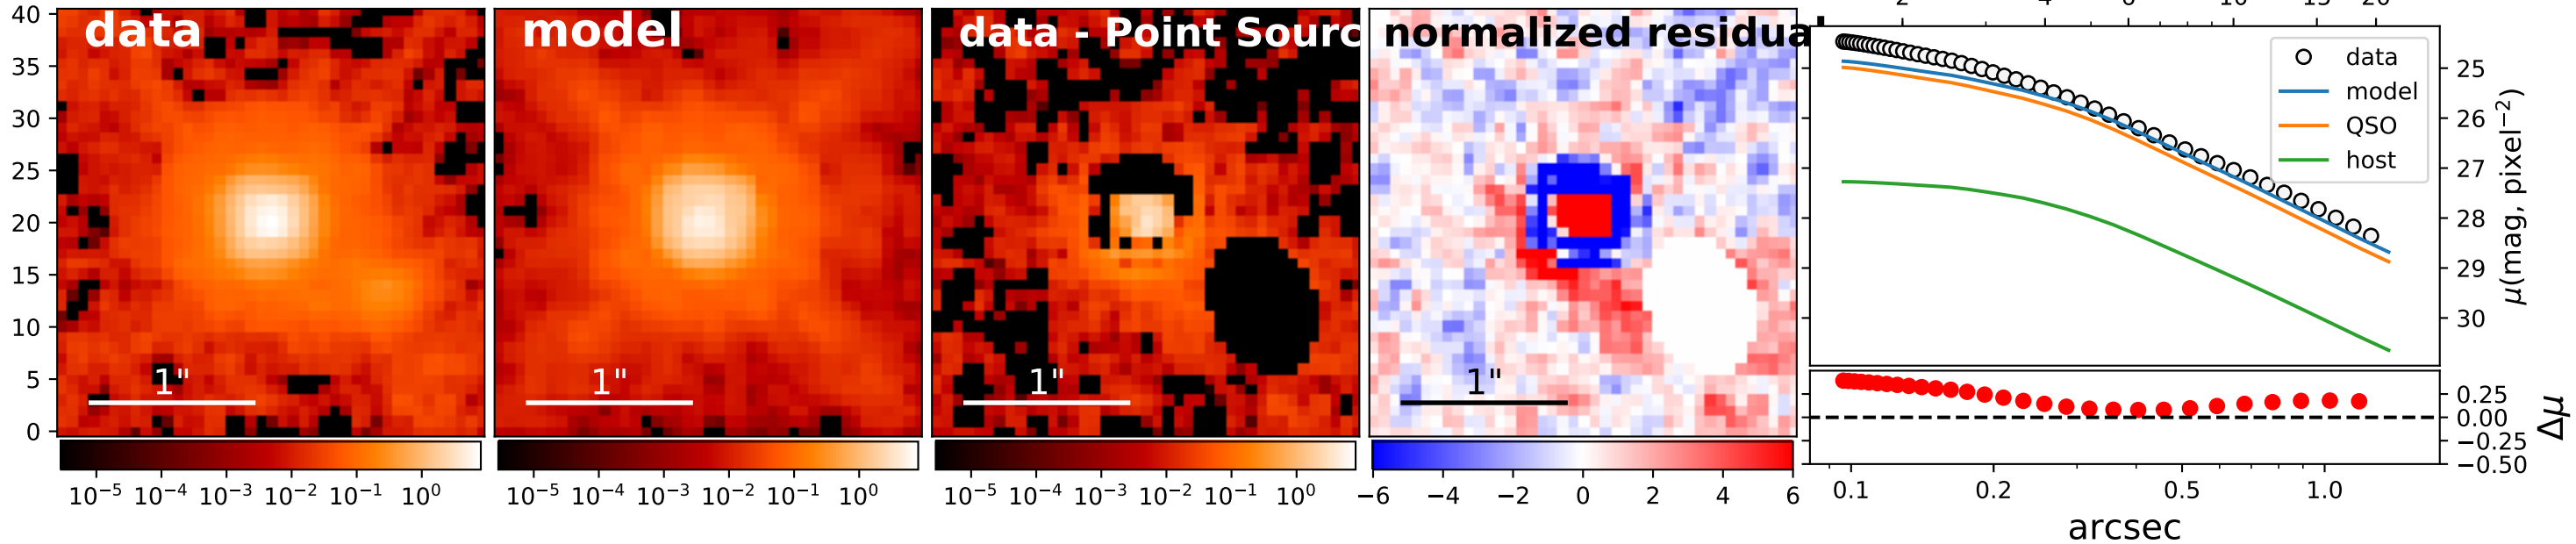 data
model
data - Point Sourc
normalized residual
40
35
30
25
20
15
10
5
0
1"
1"
1"
1"
10⁻⁵ 10⁻⁴ 10⁻³ 10⁻² 10⁻¹ 10⁰
10⁻⁵ 10⁻⁴ 10⁻³ 10⁻² 10⁻¹ 10⁰
10⁻⁵ 10⁻⁴ 10⁻³ 10⁻² 10⁻¹ 10⁰
−6 −4 −2 0 2 4 6
data
model
QSO
host
25
26
27
28
29
30
μ(mag, pixel⁻²)
0.25
0.00
−0.25
−0.50
Δμ
0.1 0.2 0.5 1.0
arcsec